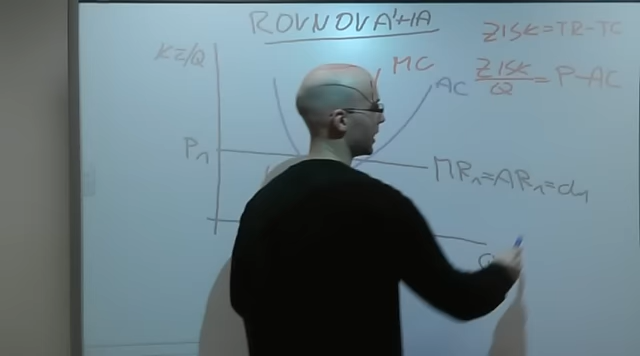 ROVNOVÁHA
ZISK = TR - TC
Kč/Q
MC
ZISK/Q = P - AC
AC
P₁
MR₁ = AR₁ = d₁
Q